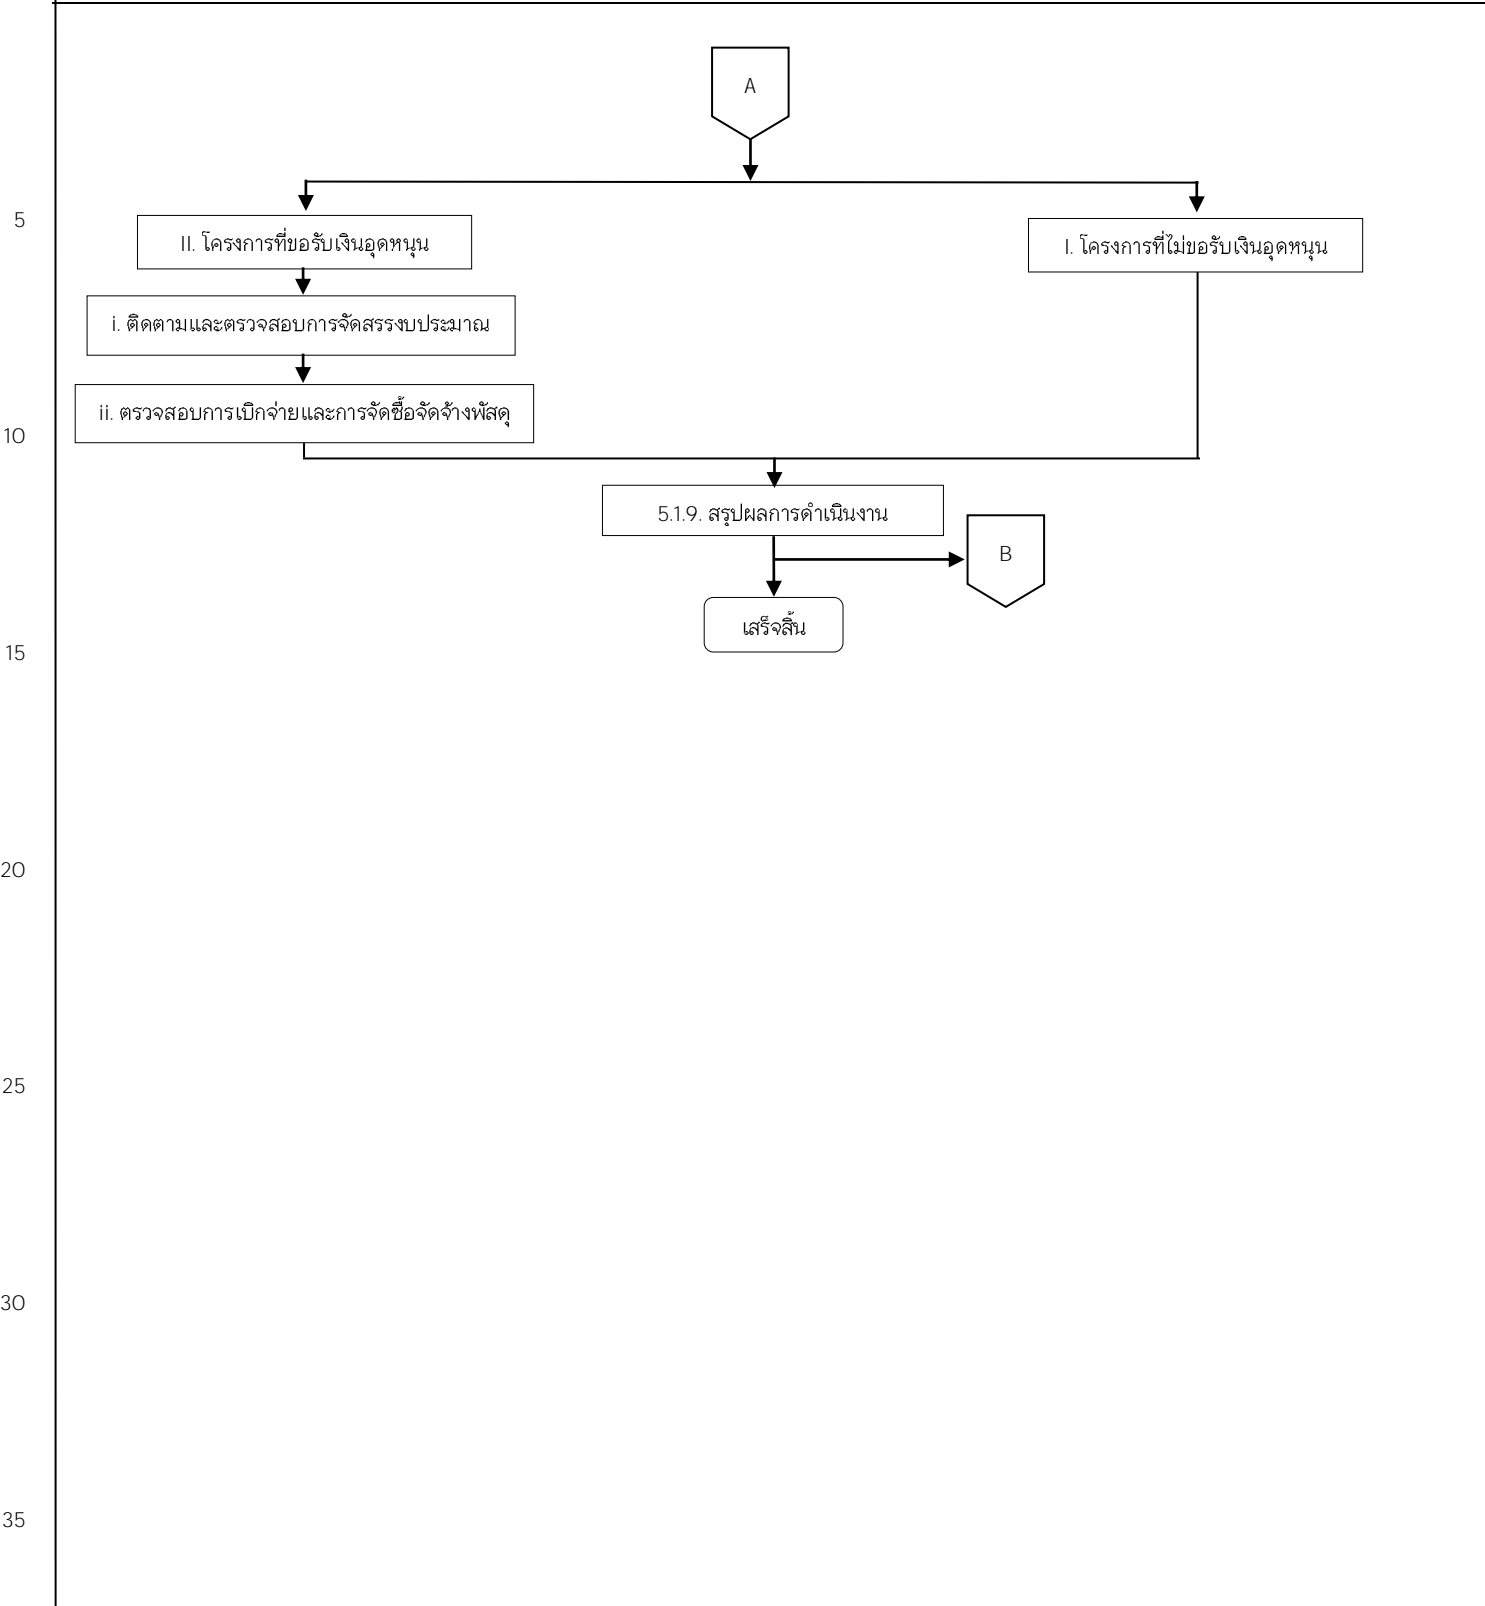 A
5
II. โครงการที่ขอรับเงินอุดหนุน
I. โครงการที่ไม่ขอรับเงินอุดหนุน
i. ติดตามและตรวจสอบการจัดสรรงบประมาณ
ii. ตรวจสอบการเบิกจ่ายและการจัดซื้อจัดจ้างพัสดุ
10
5.1.9. สรุปผลการดำเนินงาน
B
เสร็จสิ้น
15
20
25
30
35